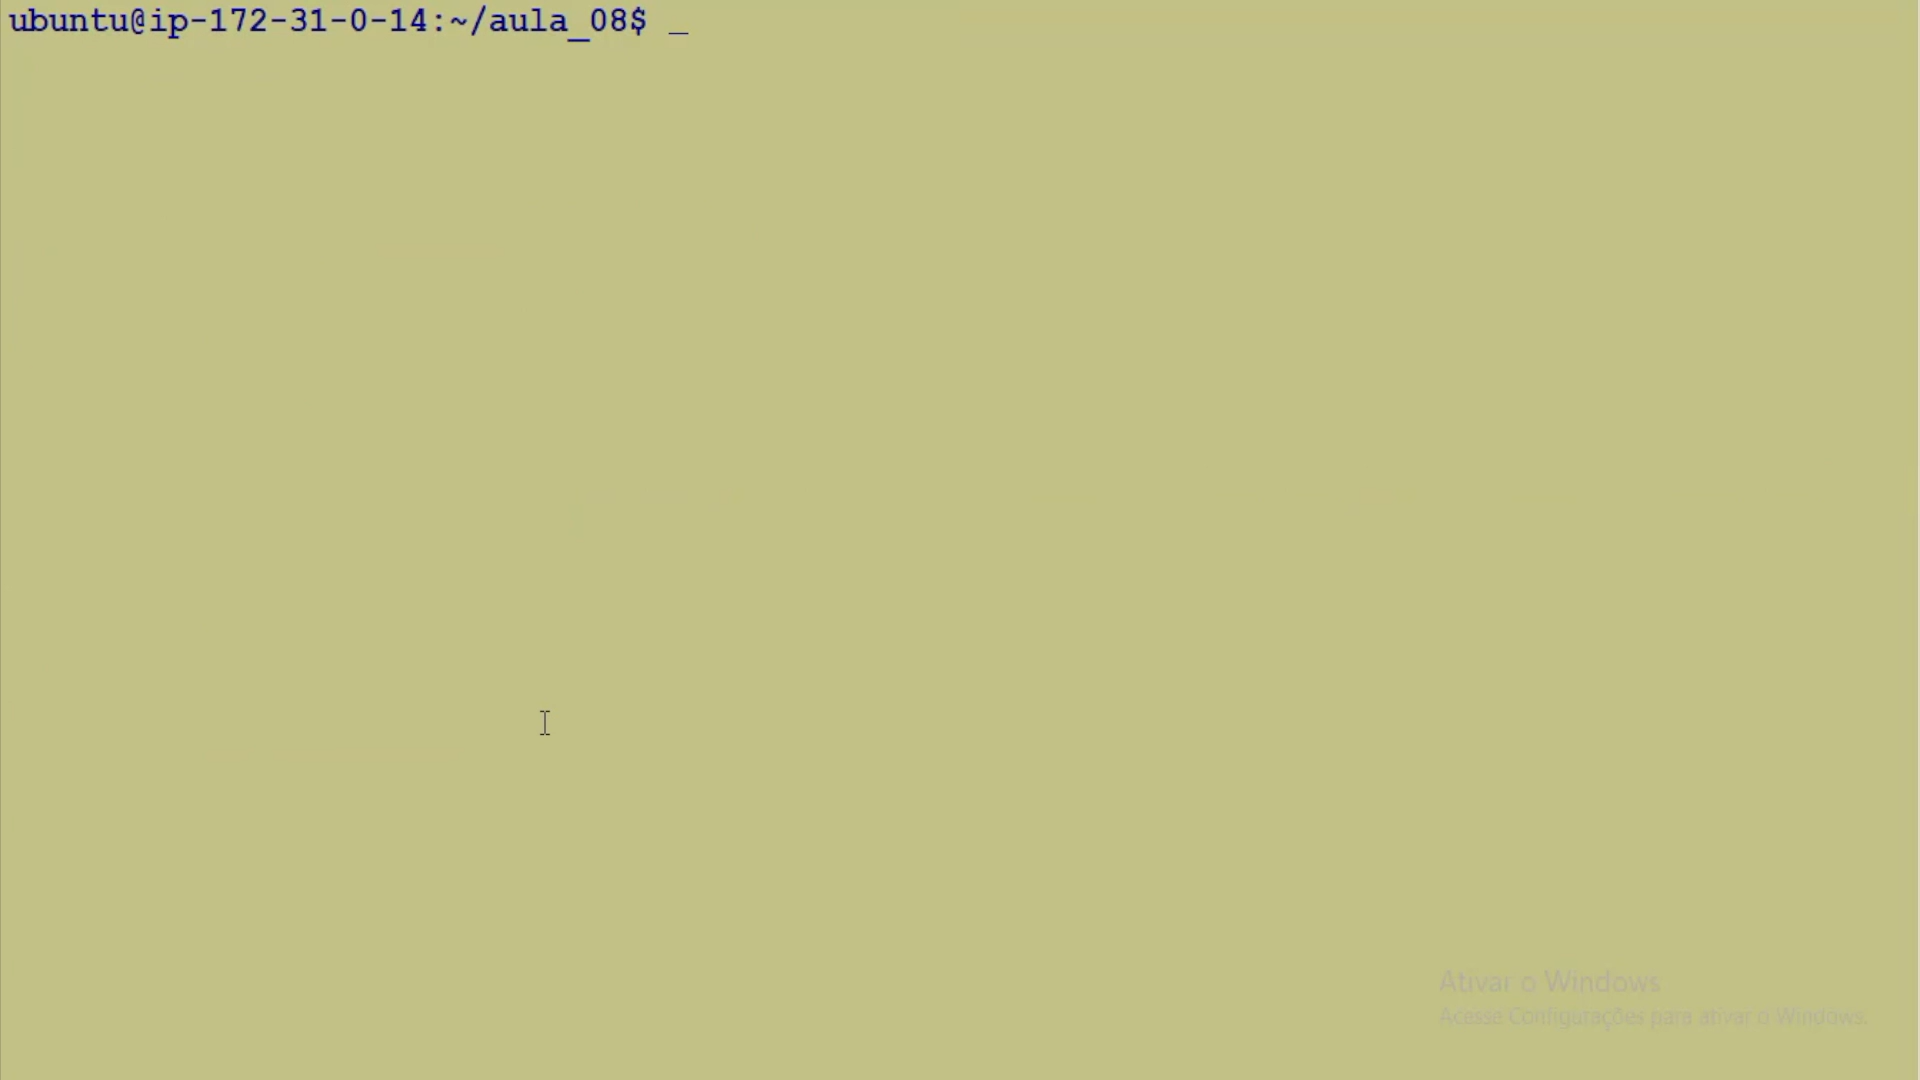 ubuntu@ip-172-31-0-14:~/aula_08$ _
Ativar o Windows
Acesse Configurações para ativar o Windows.